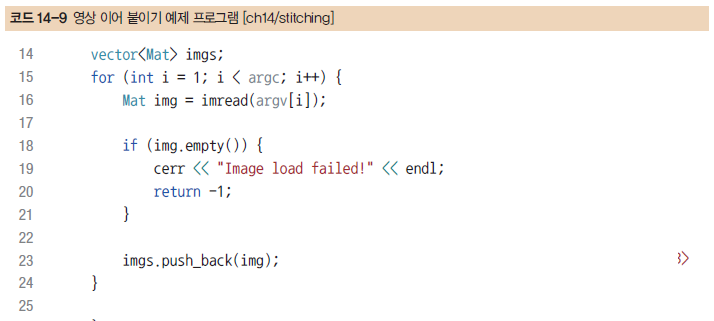 코드 14-9 영상 이어 붙이기 예제 프로그램 [ch14/stitching]
14 vector<Mat> imgs;
15 for (int i = 1; i < argc; i++) {
16 Mat img = imread(argv[i]);
17
18 if (img.empty()) {
19 cerr << "Image load failed!" << endl;
20 return -1;
21 }
22
23 imgs.push_back(img);
24 }
25